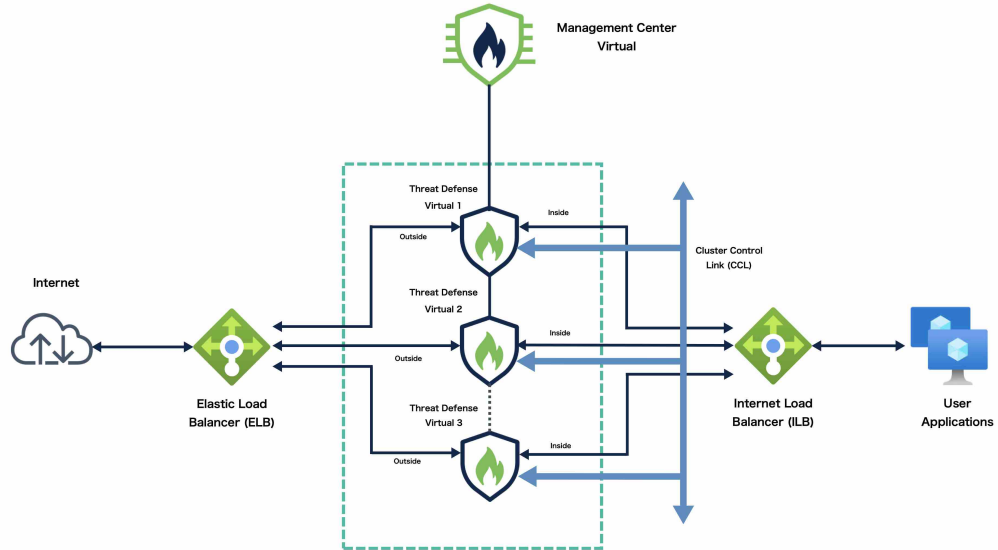 Management Center
Virtual
Threat Defense
Virtual 1
Inside
Outside
Cluster Control
Link (CCL)
Internet
Threat Defense
Virtual 2
Inside
Outside
Elastic Load
Balancer (ELB)
Internet Load
Balancer (ILB)
User
Applications
Threat Defense
Virtual 3
Inside
Outside